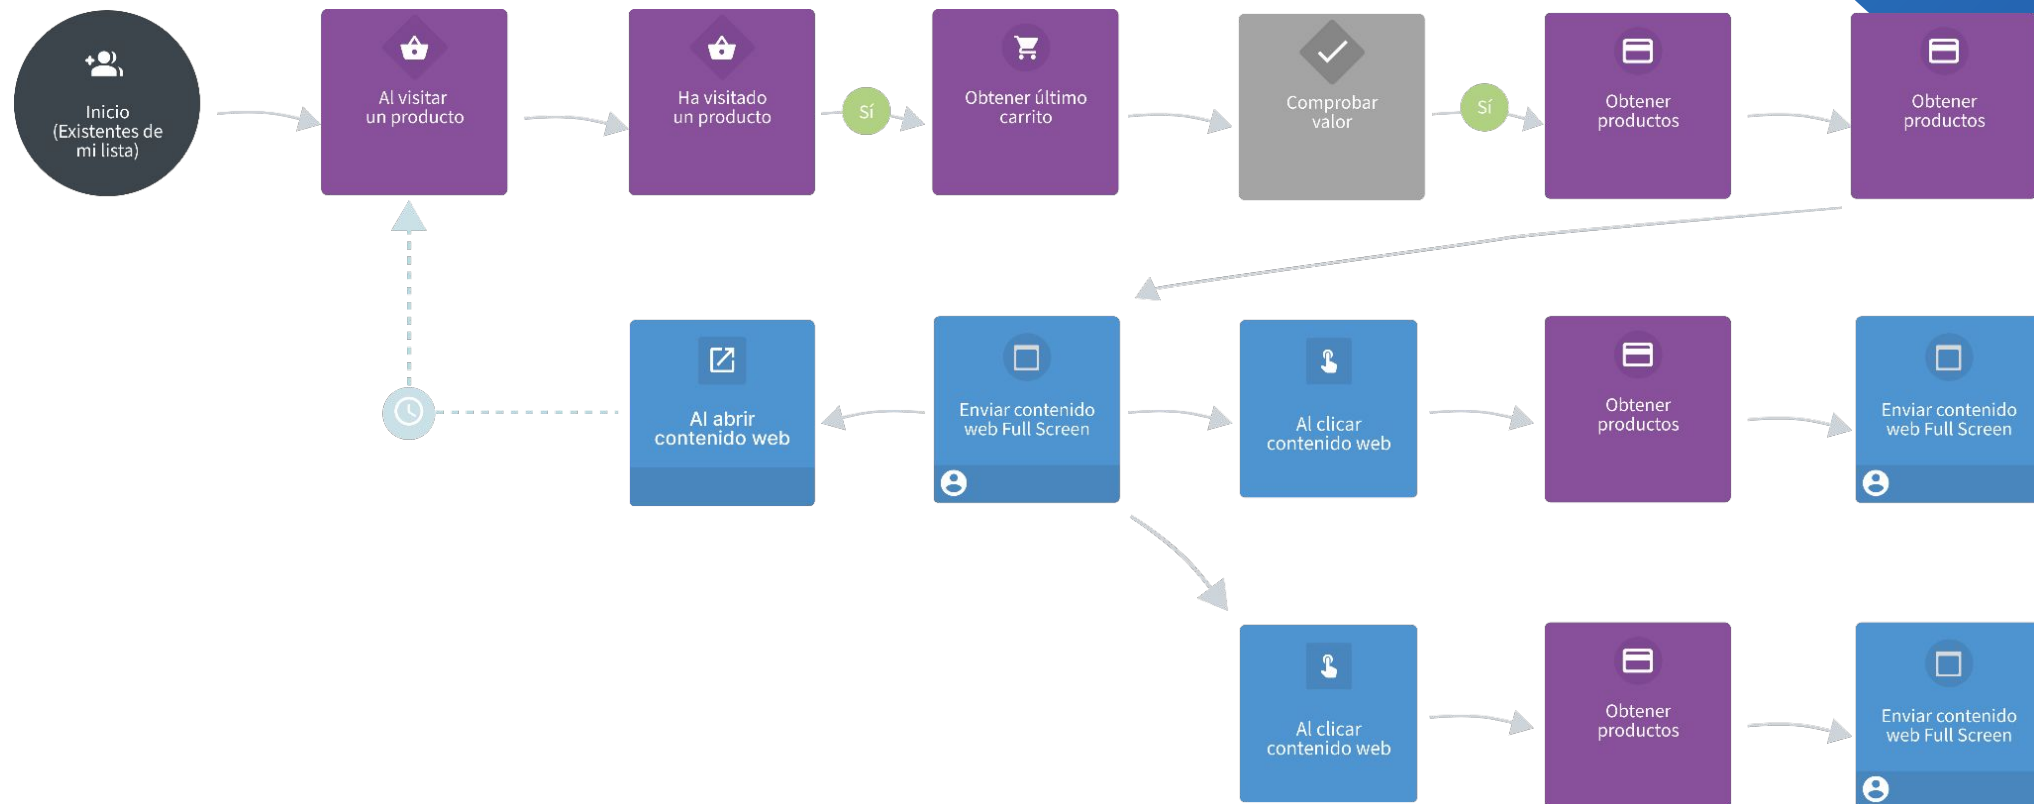 Inicio
(Existentes de
mi lista)
Al visitar
un producto
Ha visitado
un producto
Sí
Obtener último
carrito
Comprobar
valor
Sí
Obtener
productos
Obtener
productos
Al abrir
contenido web
Enviar contenido
web Full Screen
Al clicar
contenido web
Obtener
productos
Enviar contenido
web Full Screen
Al clicar
contenido web
Obtener
productos
Enviar contenido
web Full Screen